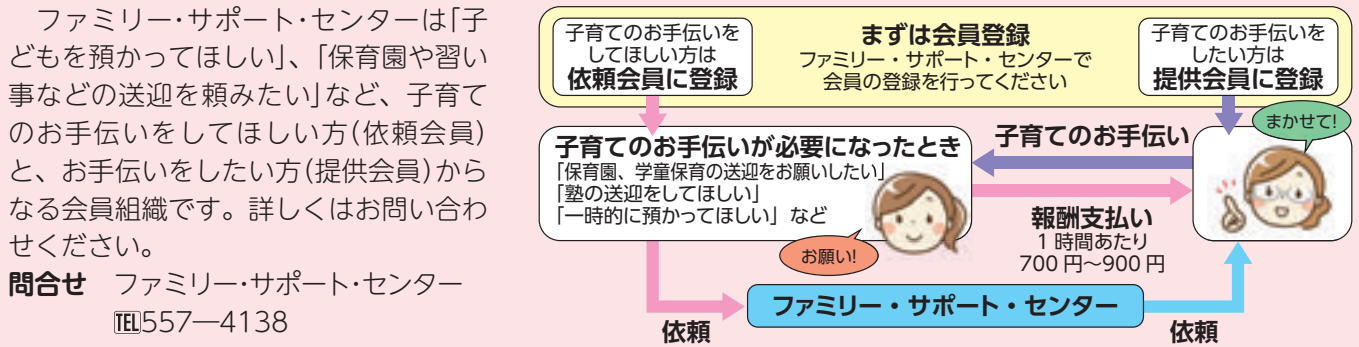 ファミリー・サポート・センターは「子
どもを預かってほしい」、「保育園や習い
事などの送迎を頼みたい」など、子育て
のお手伝いをしてほしい方(依頼会員)
と、お手伝いをしたい方(提供会員)から
なる会員組織です。詳しくはお問い合わ
せください。
問合せ ファミリー・サポート・センター
℡557―4138
子育てのお手伝いを
してほしい方は
依頼会員に登録
まずは会員登録
ファミリー・サポート・センターで
会員の登録を行ってください
子育てのお手伝いを
したい方は
提供会員に登録
子育てのお手伝いが必要になったとき
「保育園、学童保育の送迎をお願いしたい」
「塾の送迎をしてほしい」
「一時的に預かってほしい」など
お願い!
子育てのお手伝い
まかせて!
報酬支払い
1時間あたり
700円〜900円
依頼
ファミリー・サポート・センター
依頼